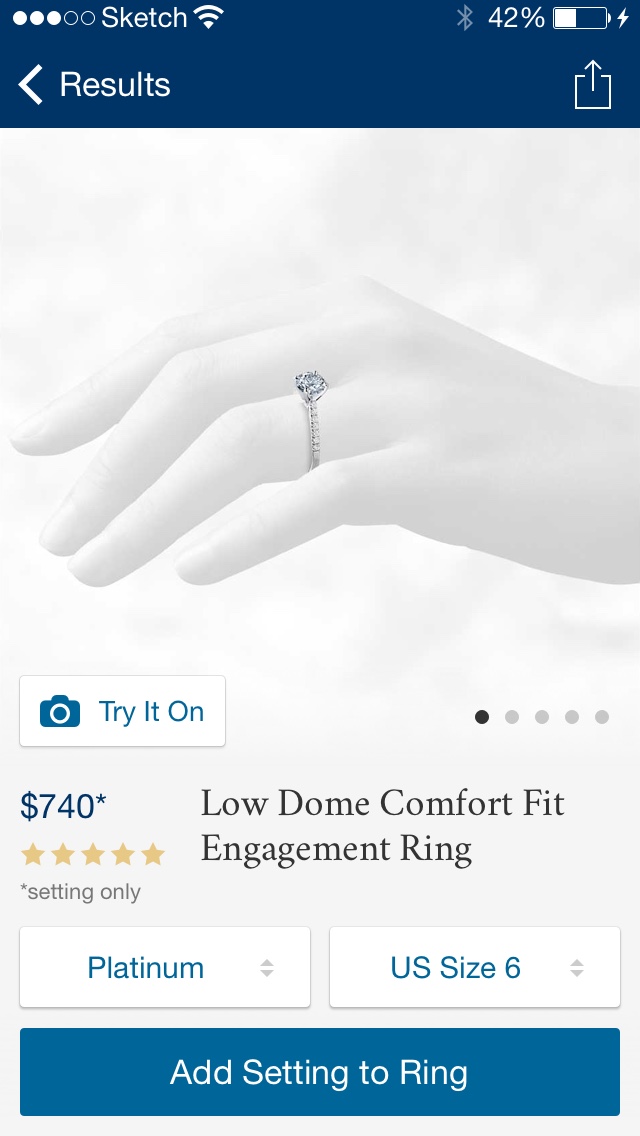 Sketch 42%
Results
Try It On
$740*
Low Dome Comfort Fit
Engagement Ring
*setting only
Platinum
US Size 6
Add Setting to Ring